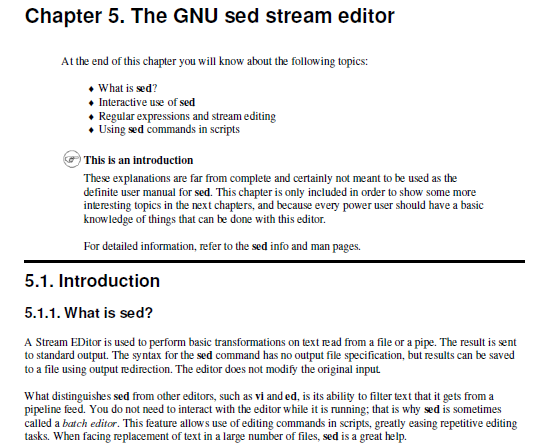 Chapter 5. The GNU sed stream editor
At the end of this chapter you will know about the following topics:
♦ What is sed?
♦ Interactive use of sed
♦ Regular expressions and stream editing
♦ Using sed commands in scripts
This is an introduction
These explanations are far from complete and certainly not meant to be used as the
definite user manual for sed. This chapter is only included in order to show some more
interesting topics in the next chapters, and because every power user should have a basic
knowledge of things that can be done with this editor.
For detailed information, refer to the sed info and man pages.
5.1. Introduction
5.1.1. What is sed?
A Stream EDitor is used to perform basic transformations on text read from a file or a pipe. The result is sent
to standard output. The syntax for the sed command has no output file specification, but results can be saved
to a file using output redirection. The editor does not modify the original input.
What distinguishes sed from other editors, such as vi and ed, is its ability to filter text that it gets from a
pipeline feed. You do not need to interact with the editor while it is running; that is why sed is sometimes
called a batch editor. This feature allows use of editing commands in scripts, greatly easing repetitive editing
tasks. When facing replacement of text in a large number of files, sed is a great help.